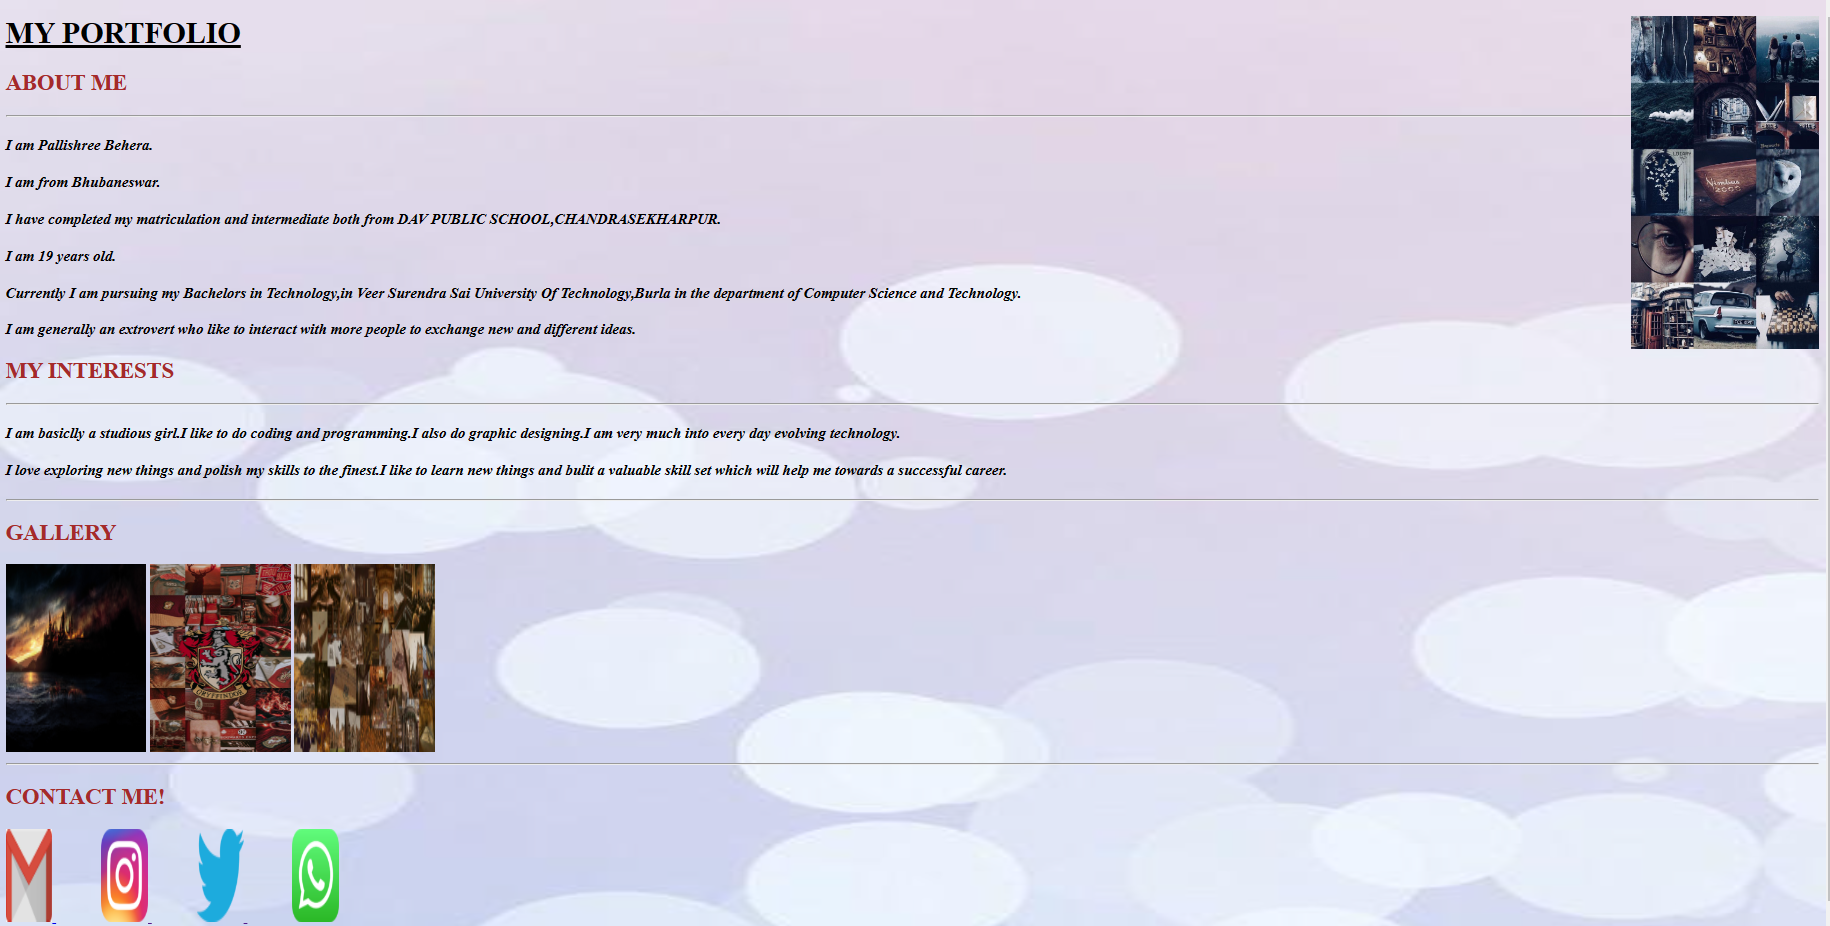 MY PORTFOLIO
ABOUT ME
I am Pallishree Behera.
I am from Bhubaneswar.
I have completed my matriculation and intermediate both from DAV PUBLIC SCHOOL,CHANDRASEKHARPUR.
I am 19 years old.
Currently I am pursuing my Bachelors in Technology,in Veer Surendra Sai University Of Technology,Burla in the department of Computer Science and Technology.
I am generally an extrovert who like to interact with more people to exchange new and different ideas.
Nimbus
2000
MY INTERESTS
I am basiclly a studious girl.I like to do coding and programming.I also do graphic designing.I am very much into every day evolving technology.
I love exploring new things and polish my skills to the finest.I like to learn new things and bulit a valuable skill set which will help me towards a successful career.
GALLERY
GRYFFINDOR
CONTACT ME!